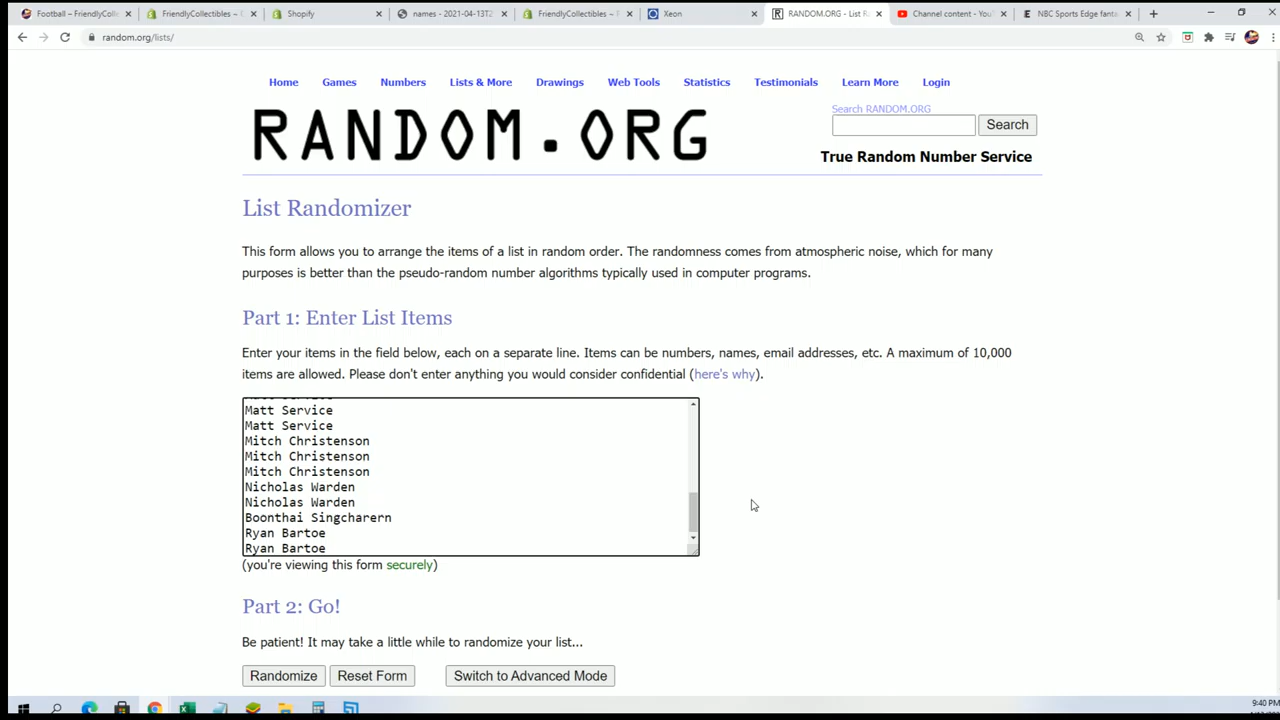 Football ~ FriendlyColle
FriendlyCollectibles ~
Shopify
names - 2021-04-13T2
FriendlyCollectibles ~
Xeon
RANDOM.ORG - List R
Channel content - You
NBC Sports Edge fanta
random.org/lists/
Home Games Numbers Lists & More Drawings Web Tools Statistics Testimonials Learn More Login
RANDOM.ORG
Search RANDOM.ORG
Search
True Random Number Service
List Randomizer
This form allows you to arrange the items of a list in random order. The randomness comes from atmospheric noise, which for many
purposes is better than the pseudo-random number algorithms typically used in computer programs.
Part 1: Enter List Items
Enter your items in the field below, each on a separate line. Items can be numbers, names, email addresses, etc. A maximum of 10,000
items are allowed. Please don't enter anything you would consider confidential (here's why).
Matt Service
Matt Service
Mitch Christenson
Mitch Christenson
Mitch Christenson
Nicholas Warden
Nicholas Warden
Boonthai Singcharern
Ryan Bartoe
Ryan Bartoe
(you're viewing this form securely)
Part 2: Go!
Be patient! It may take a little while to randomize your list...
Randomize Reset Form Switch to Advanced Mode
9:40 PM